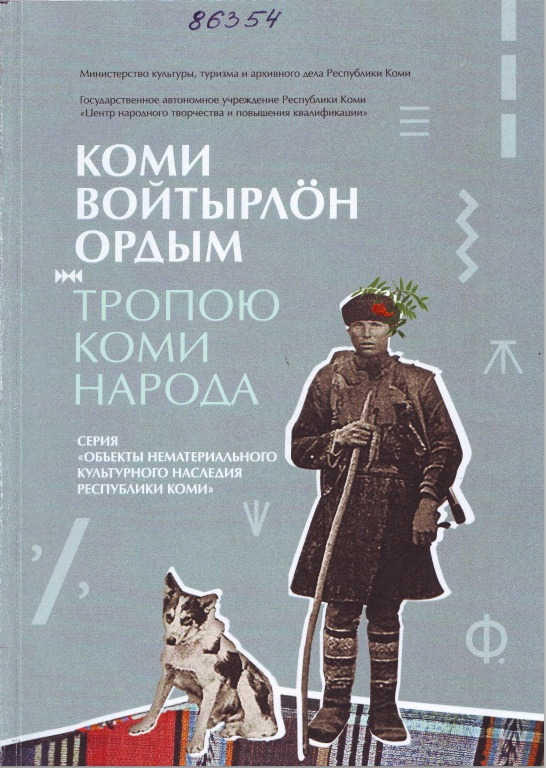 86354
Министерство культуры, туризма и архивного дела Республики Коми
Государственное автономное учреждение Республики Коми
«Центр народного творчества и повышения квалификации»
КОМИ
ВОЙТЫРЛÖН
ОРДЫМ
ТРОПОЮ
КОМИ
НАРОДА
СЕРИЯ
«ОБЪЕКТЫ НЕМАТЕРИАЛЬНОГО
КУЛЬТУРНОГО НАСЛЕДИЯ
РЕСПУБЛИКИ КОМИ»